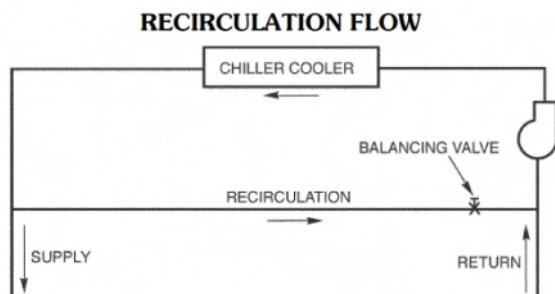 RECIRCULATION FLOW
CHILLER COOLER
BALANCING VALVE
RECIRCULATION
SUPPLY
RETURN